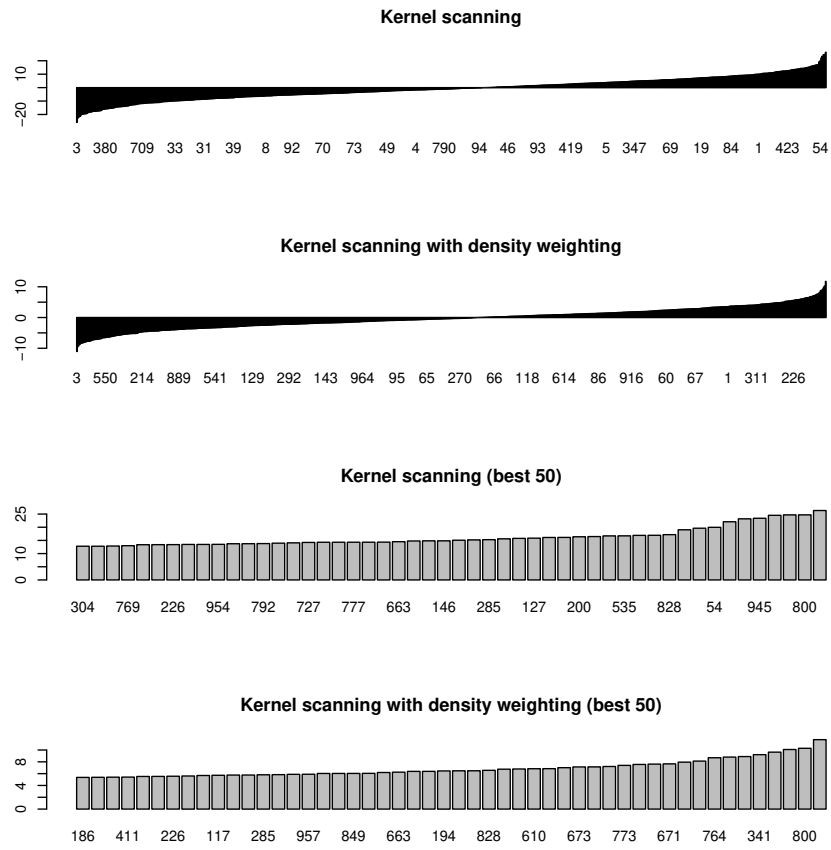 Kernel scanning
10
−20
3 380 709 33 31 39 8 92 70 73 49 4 790 94 46 93 419 5 347 69 19 84 1 423 54
Kernel scanning with density weighting
10
0
−10
3 550 214 889 541 129 292 143 964 95 65 270 66 118 614 86 916 60 67 1 311 226
Kernel scanning (best 50)
25
10
0
304 769 226 954 792 727 777 663 146 285 127 200 535 828 54 945 800
Kernel scanning with density weighting (best 50)
8
4
0
186 411 226 117 285 957 849 663 194 828 610 673 773 671 764 341 800